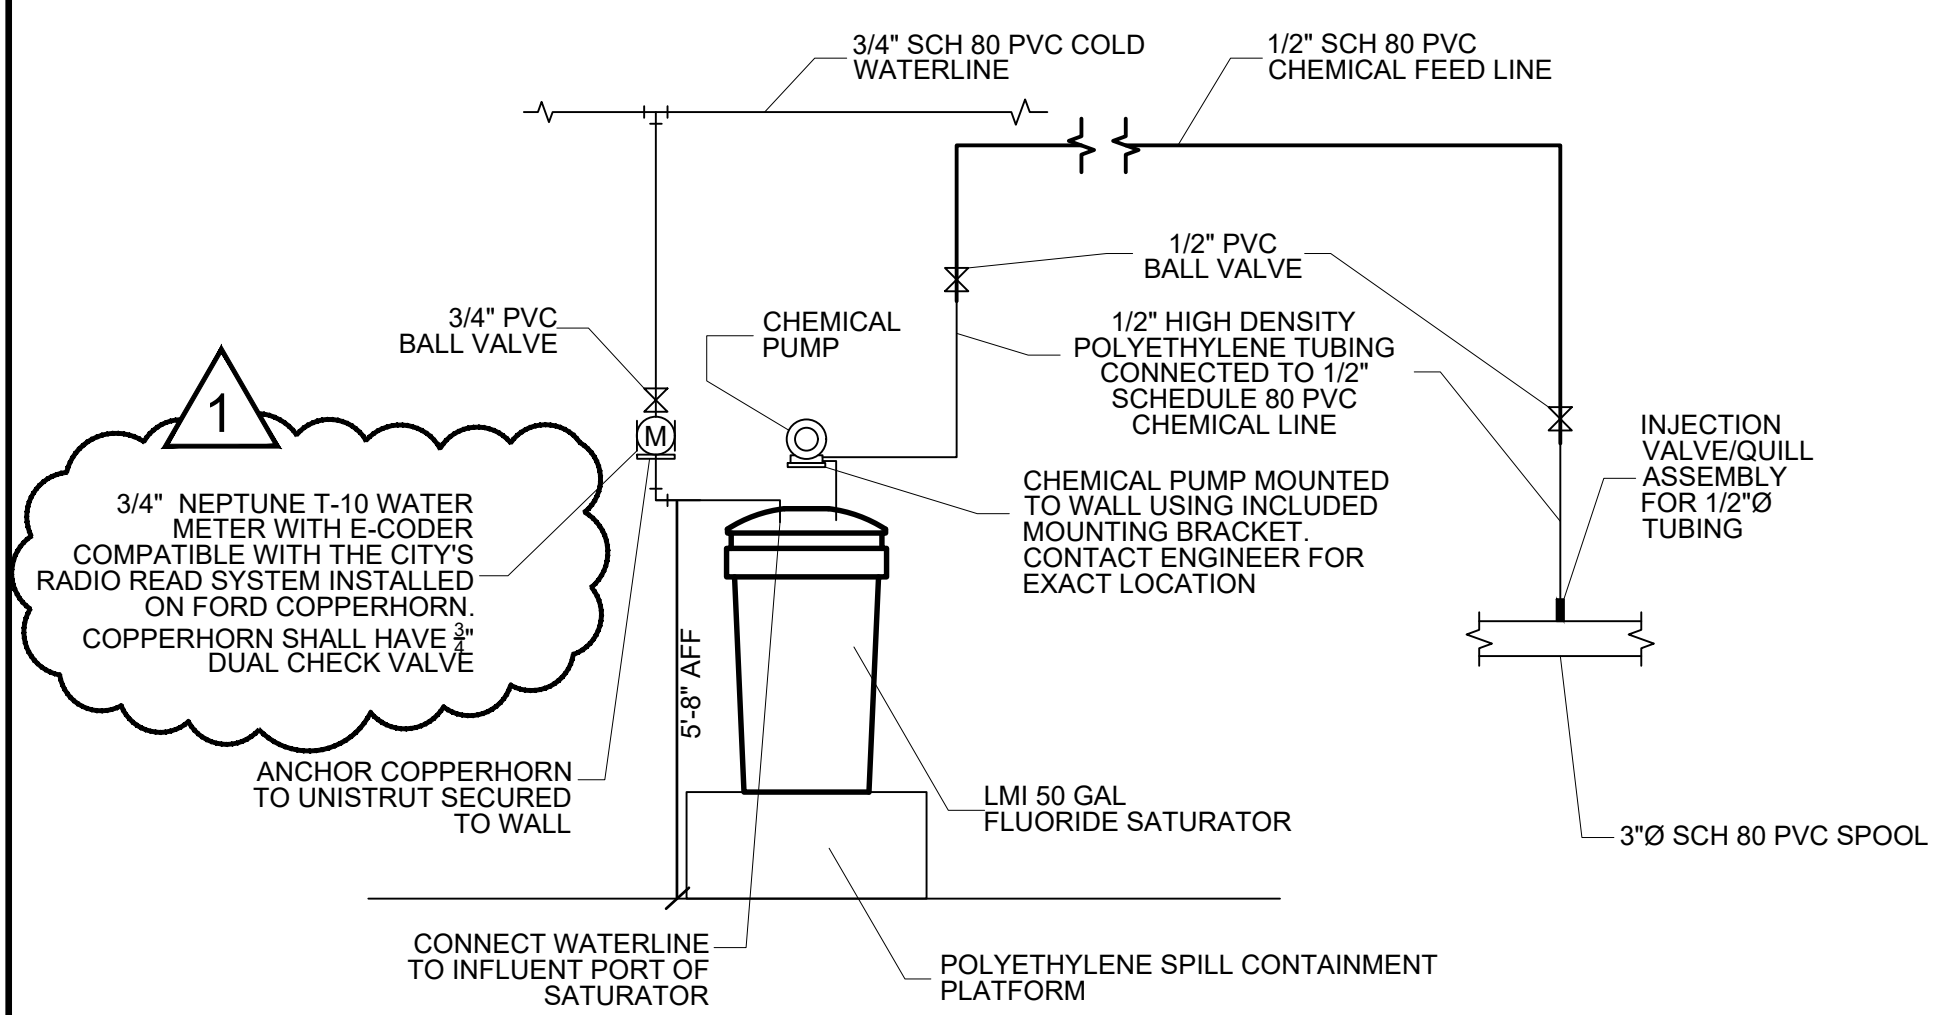 3/4" SCH 80 PVC COLD
WATERLINE
1/2" SCH 80 PVC
CHEMICAL FEED LINE
1/2" PVC
BALL VALVE
3/4" PVC
BALL VALVE
CHEMICAL
PUMP
1/2" HIGH DENSITY
POLYETHYLENE TUBING
CONNECTED TO 1/2"
SCHEDULE 80 PVC
CHEMICAL LINE
1
M
INJECTION
VALVE/QUILL
ASSEMBLY
FOR 1/2"Ø
TUBING
3/4" NEPTUNE T-10 WATER
METER WITH E-CODER
COMPATIBLE WITH THE CITY'S
RADIO READ SYSTEM INSTALLED
ON FORD COPPERHORN.
COPPERHORN SHALL HAVE 3/4"
DUAL CHECK VALVE
CHEMICAL PUMP MOUNTED
TO WALL USING INCLUDED
MOUNTING BRACKET.
CONTACT ENGINEER FOR
EXACT LOCATION
5'-8" AFF
ANCHOR COPPERHORN
TO UNISTRUT SECURED
TO WALL
LMI 50 GAL
FLUORIDE SATURATOR
3"Ø SCH 80 PVC SPOOL
CONNECT WATERLINE
TO INFLUENT PORT OF
SATURATOR
POLYETHYLENE SPILL CONTAINMENT
PLATFORM